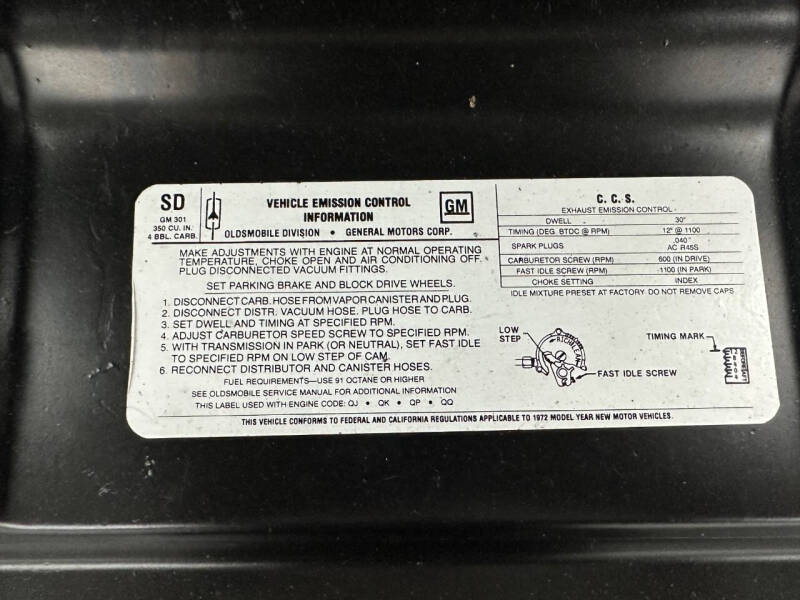 SD
GM 301
350 CU. IN.
4 BBL. CARB.
VEHICLE EMISSION CONTROL
INFORMATION
OLDSMOBILE DIVISION • GENERAL MOTORS CORP.
GM
MAKE ADJUSTMENTS WITH ENGINE AT NORMAL OPERATING
TEMPERATURE, CHOKE OPEN AND AIR CONDITIONING OFF.
PLUG DISCONNECTED VACUUM FITTINGS.
SET PARKING BRAKE AND BLOCK DRIVE WHEELS.
1. DISCONNECT CARB. HOSE FROM VAPOR CANISTER AND PLUG.
2. DISCONNECT DISTR. VACUUM HOSE. PLUG HOSE TO CARB.
3. SET DWELL AND TIMING AT SPECIFIED RPM.
4. ADJUST CARBURETOR SPEED SCREW TO SPECIFIED RPM.
5. WITH TRANSMISSION IN PARK (OR NEUTRAL), SET FAST IDLE
TO SPECIFIED RPM ON LOW STEP OF CAM.
6. RECONNECT DISTRIBUTOR AND CANISTER HOSES.
FUEL REQUIREMENTS—USE 91 OCTANE OR HIGHER
SEE OLDSMOBILE SERVICE MANUAL FOR ADDITIONAL INFORMATION
THIS LABEL USED WITH ENGINE CODE: QJ • QK • QP • QQ
C. C. S.
EXHAUST EMISSION CONTROL
DWELL 30°
TIMING (DEG. BTDC @ RPM) 12° @ 1100
SPARK PLUGS .040"
AC R45S
CARBURETOR SCREW (RPM) 600 (IN DRIVE)
FAST IDLE SCREW (RPM) 1100 (IN PARK)
CHOKE SETTING INDEX
IDLE MIXTURE PRESET AT FACTORY. DO NOT REMOVE CAPS.
LOW
STEP
RICH LEAN
FAST IDLE SCREW
TIMING MARK
THIS VEHICLE CONFORMS TO FEDERAL AND CALIFORNIA REGULATIONS APPLICABLE TO 1972 MODEL YEAR NEW MOTOR VEHICLES.